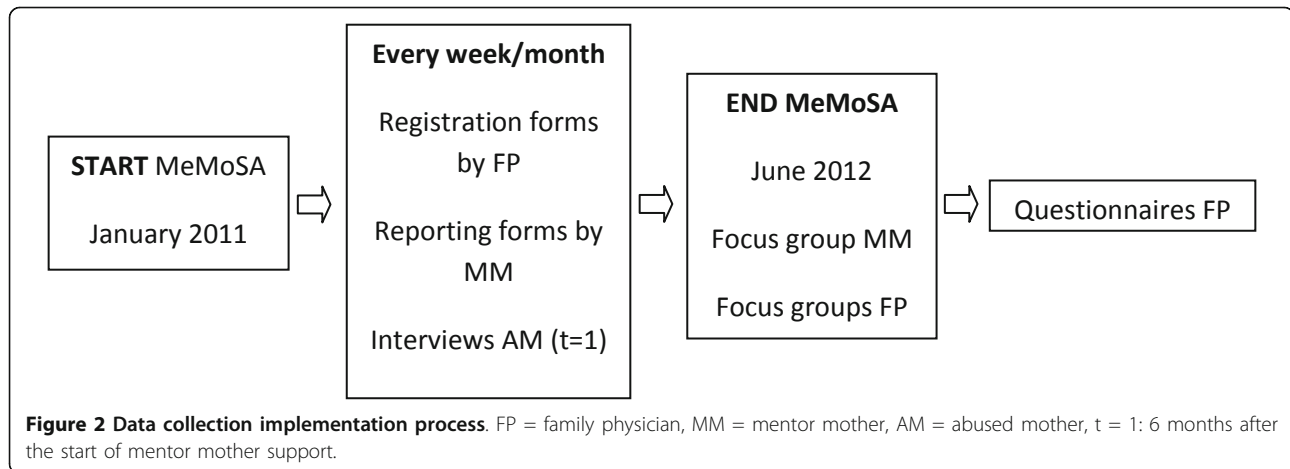 START MeMoSA
January 2011
Every week/month
Registration forms
by FP
Reporting forms by
MM
Interviews AM (t=1)
END MeMoSA
June 2012
Focus group MM
Focus groups FP
Questionnaires FP
Figure 2 Data collection implementation process. FP = family physician, MM = mentor mother, AM = abused mother, t = 1: 6 months after
the start of mentor mother support.